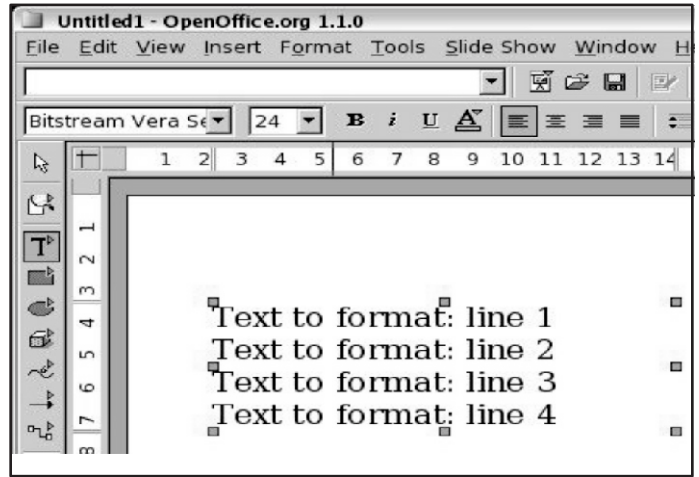 Untitled1 - OpenOffice.org 1.1.0
File Edit View Insert Format Tools Slide Show Window
Bitstream Vera Se 24 B i U A
1 2 3 4 5 6 7 8 9 10 11 12 13 14
T
1
2
3
4
5
6
7
8
Text to format: line 1
Text to format: line 2
Text to format: line 3
Text to format: line 4